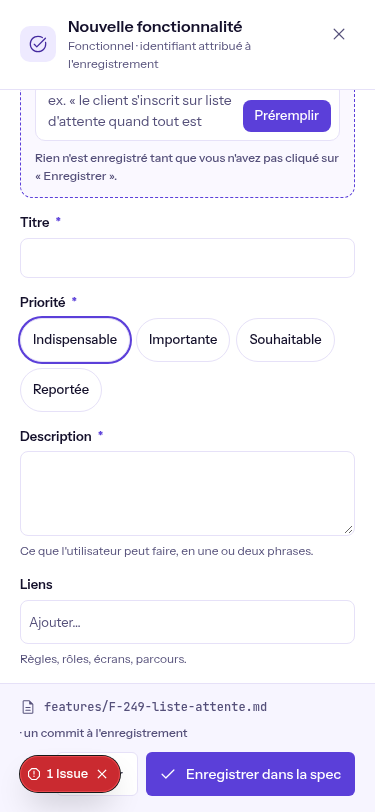 Nouvelle fonctionnalité
Fonctionnel · identifiant attribué à
l'enregistrement
ex. « le client s'inscrit sur liste
d'attente quand tout est
Préremplir
Rien n'est enregistré tant que vous n'avez pas cliqué sur
« Enregistrer ».
Titre *
Priorité *
Indispensable
Importante
Souhaitable
Reportée
Description *
Ce que l'utilisateur peut faire, en une ou deux phrases.
Liens
Ajouter...
Règles, rôles, écrans, parcours.
features/F-249-liste-attente.md
· un commit à l'enregistrement
1 Issue
Enregistrer dans la spec